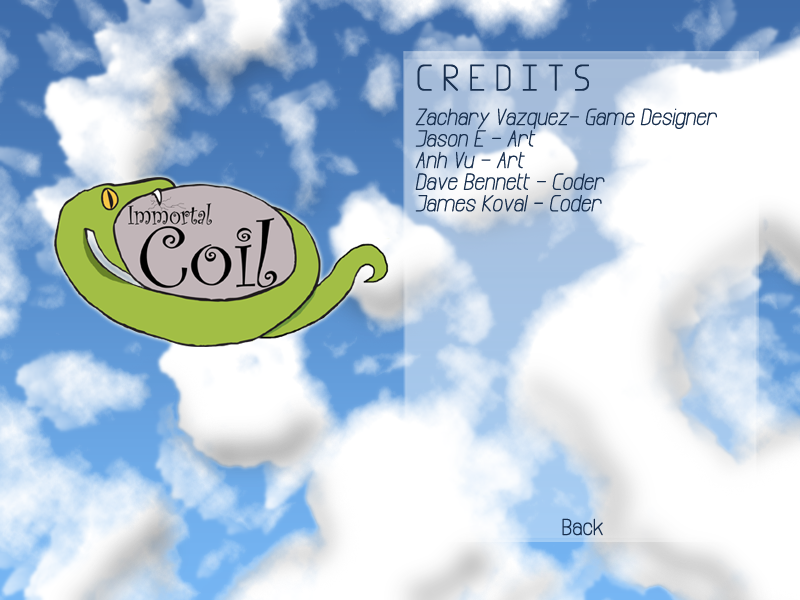 Immortal
Coil
CREDITS
Zachary Vazquez- Game Designer
Jason E - Art
Anh Vu - Art
Dave Bennett - Coder
James Koval - Coder
Back